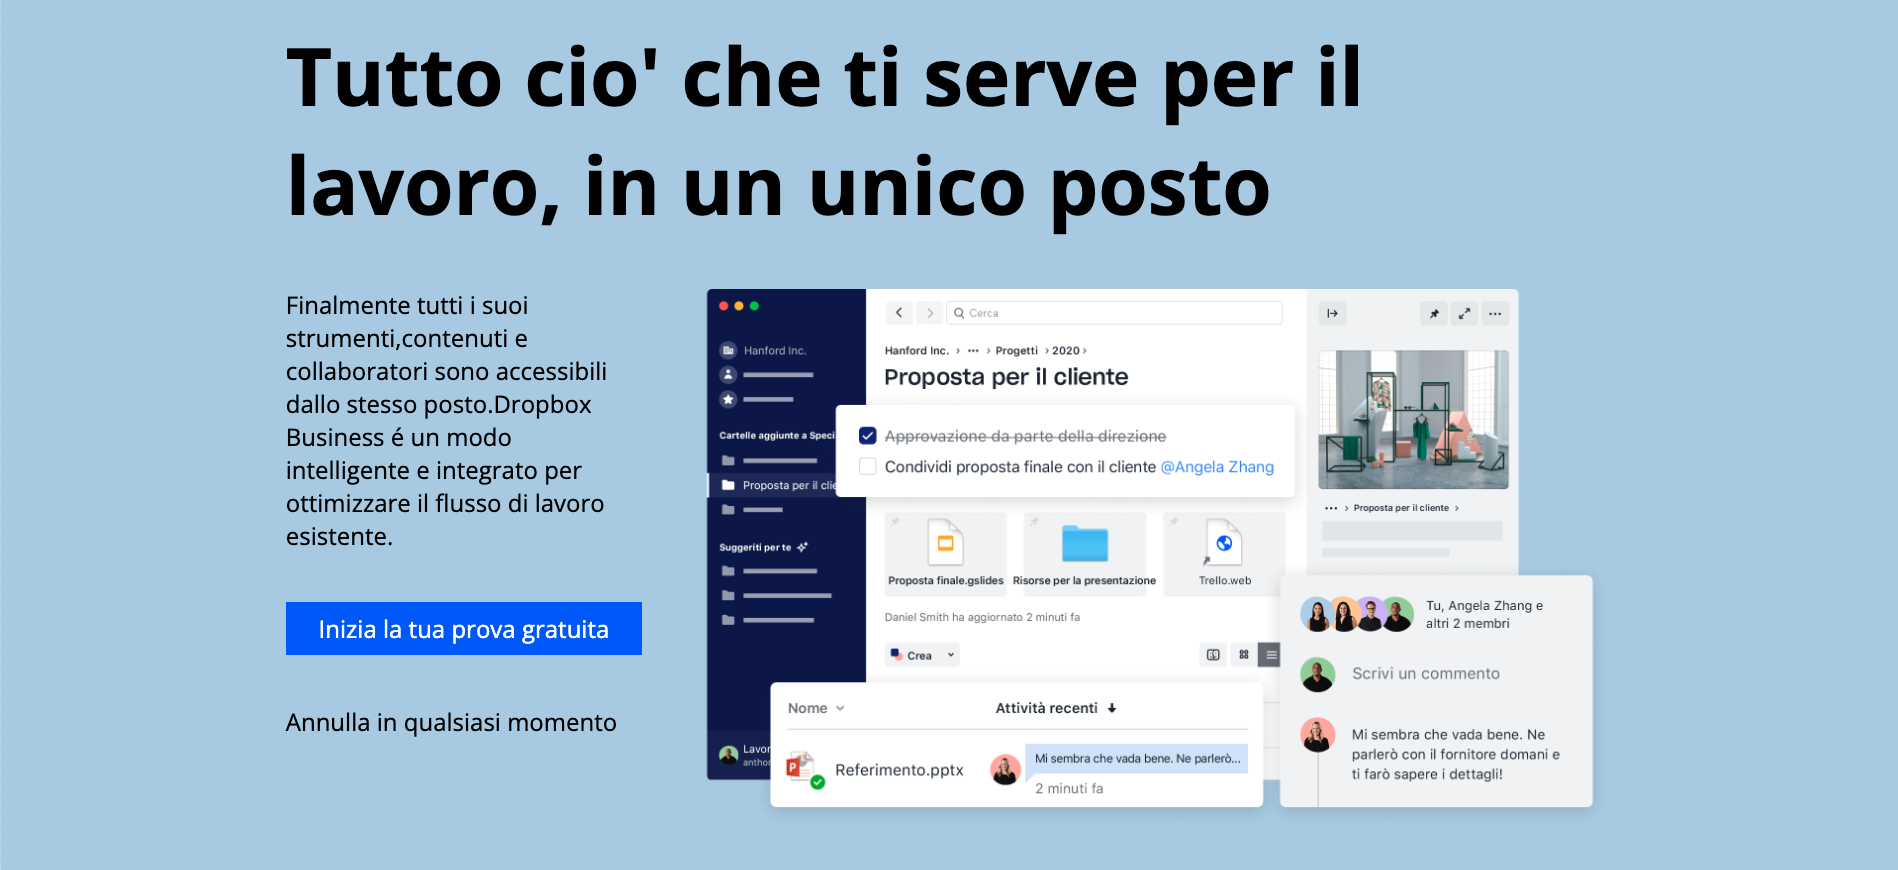 Tutto cio' che ti serve per il
lavoro, in un unico posto
Finalmente tutti i suoi
strumenti,contenuti e
collaboratori sono accessibili
dallo stesso posto.Dropbox
Business é un modo
intelligente e integrato per
ottimizzare il flusso di lavoro
esistente.
Inizia la tua prova gratuita
Annulla in qualsiasi momento
Hanford Inc.
Cartelle aggiunte a Speci
Proposta per il clie
Suggeriti per te
Lavor
anthor
Cerca
Hanford Inc. › ••• › Progetti › 2020 ›
Proposta per il cliente
Approvazione da parte della direzione
Condividi proposta finale con il cliente @Angela Zhang
Proposta finale.gslides
Risorse per la presentazione
Trello.web
Daniel Smith ha aggiornato 2 minuti fa
Crea
Nome
Attività recenti
Referimento.pptx
Mi sembra che vada bene. Ne parlerò...
2 minuti fa
••• › Proposta per il cliente ›
Tu, Angela Zhang e
altri 2 membri
Scrivi un commento
Mi sembra che vada bene. Ne
parlerò con il fornitore domani e
ti farò sapere i dettagli!